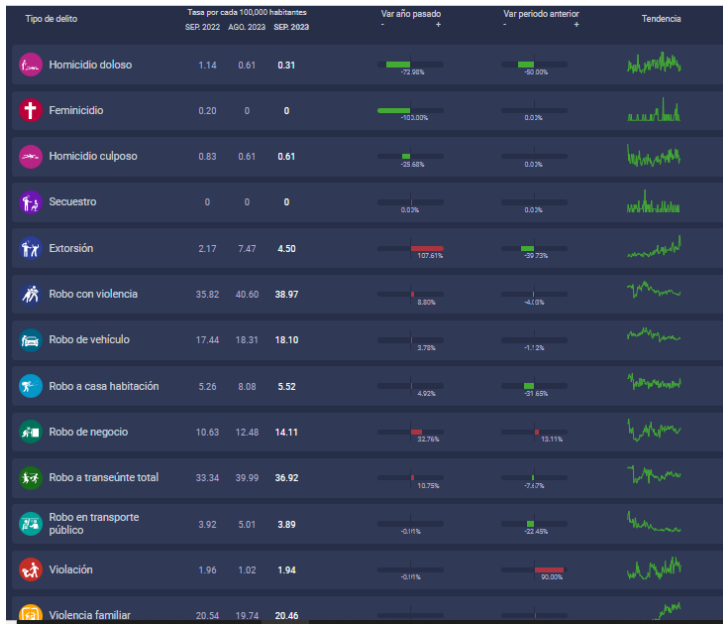 Tipo de delito
Tasa por cada 100,000 habitantes
SEP. 2022 AGO. 2023 SEP. 2023
Var año pasado
- +
Var periodo anterior
- +
Tendencia
Homicidio doloso 1.14 0.61 0.31 -72.98% -50.00%
Feminicidio 0.20 0 0 -100.00% 0.00%
Homicidio culposo 0.83 0.61 0.61 0.00%
Secuestro 0 0 0 0.00% 0.00%
Extorsión 2.17 7.47 4.50 107.61% -39.73%
Robo con violencia 35.82 40.60 38.97 8.80%
Robo de vehículo 17.44 18.31 18.10 3.78% -1.12%
Robo a casa habitación 5.26 8.08 5.52 4.92% -31.65%
Robo de negocio 10.63 12.48 14.11 32.76%
Robo a transeúnte total 33.34 39.99 36.92 10.75%
Robo en transporte
público 3.92 5.01 3.89 -22.45%
Violación 1.96 1.02 1.94 90.00%
Violencia familiar 20.54 19.74 20.46